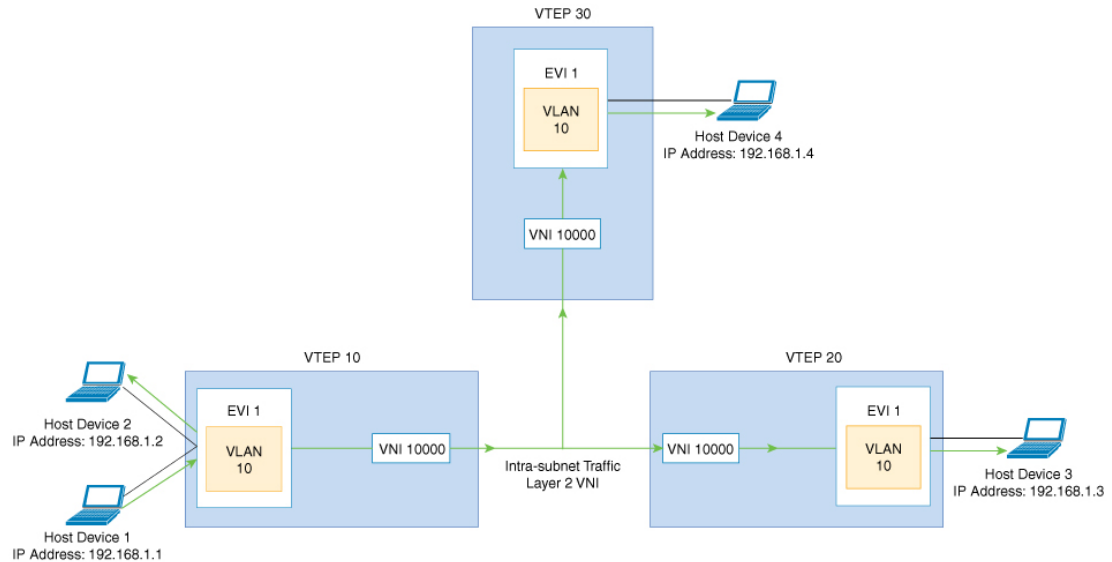 VTEP 30
EVI 1
VLAN
10
Host Device 4
IP Address: 192.168.1.4
VNI 10000
VTEP 10
VTEP 20
EVI 1
VLAN
10
VNI 10000
Host Device 2
IP Address: 192.168.1.2
Host Device 1
IP Address: 192.168.1.1
Intra-subnet Traffic
Layer 2 VNI
VNI 10000
EVI 1
VLAN
10
Host Device 3
IP Address: 192.168.1.3